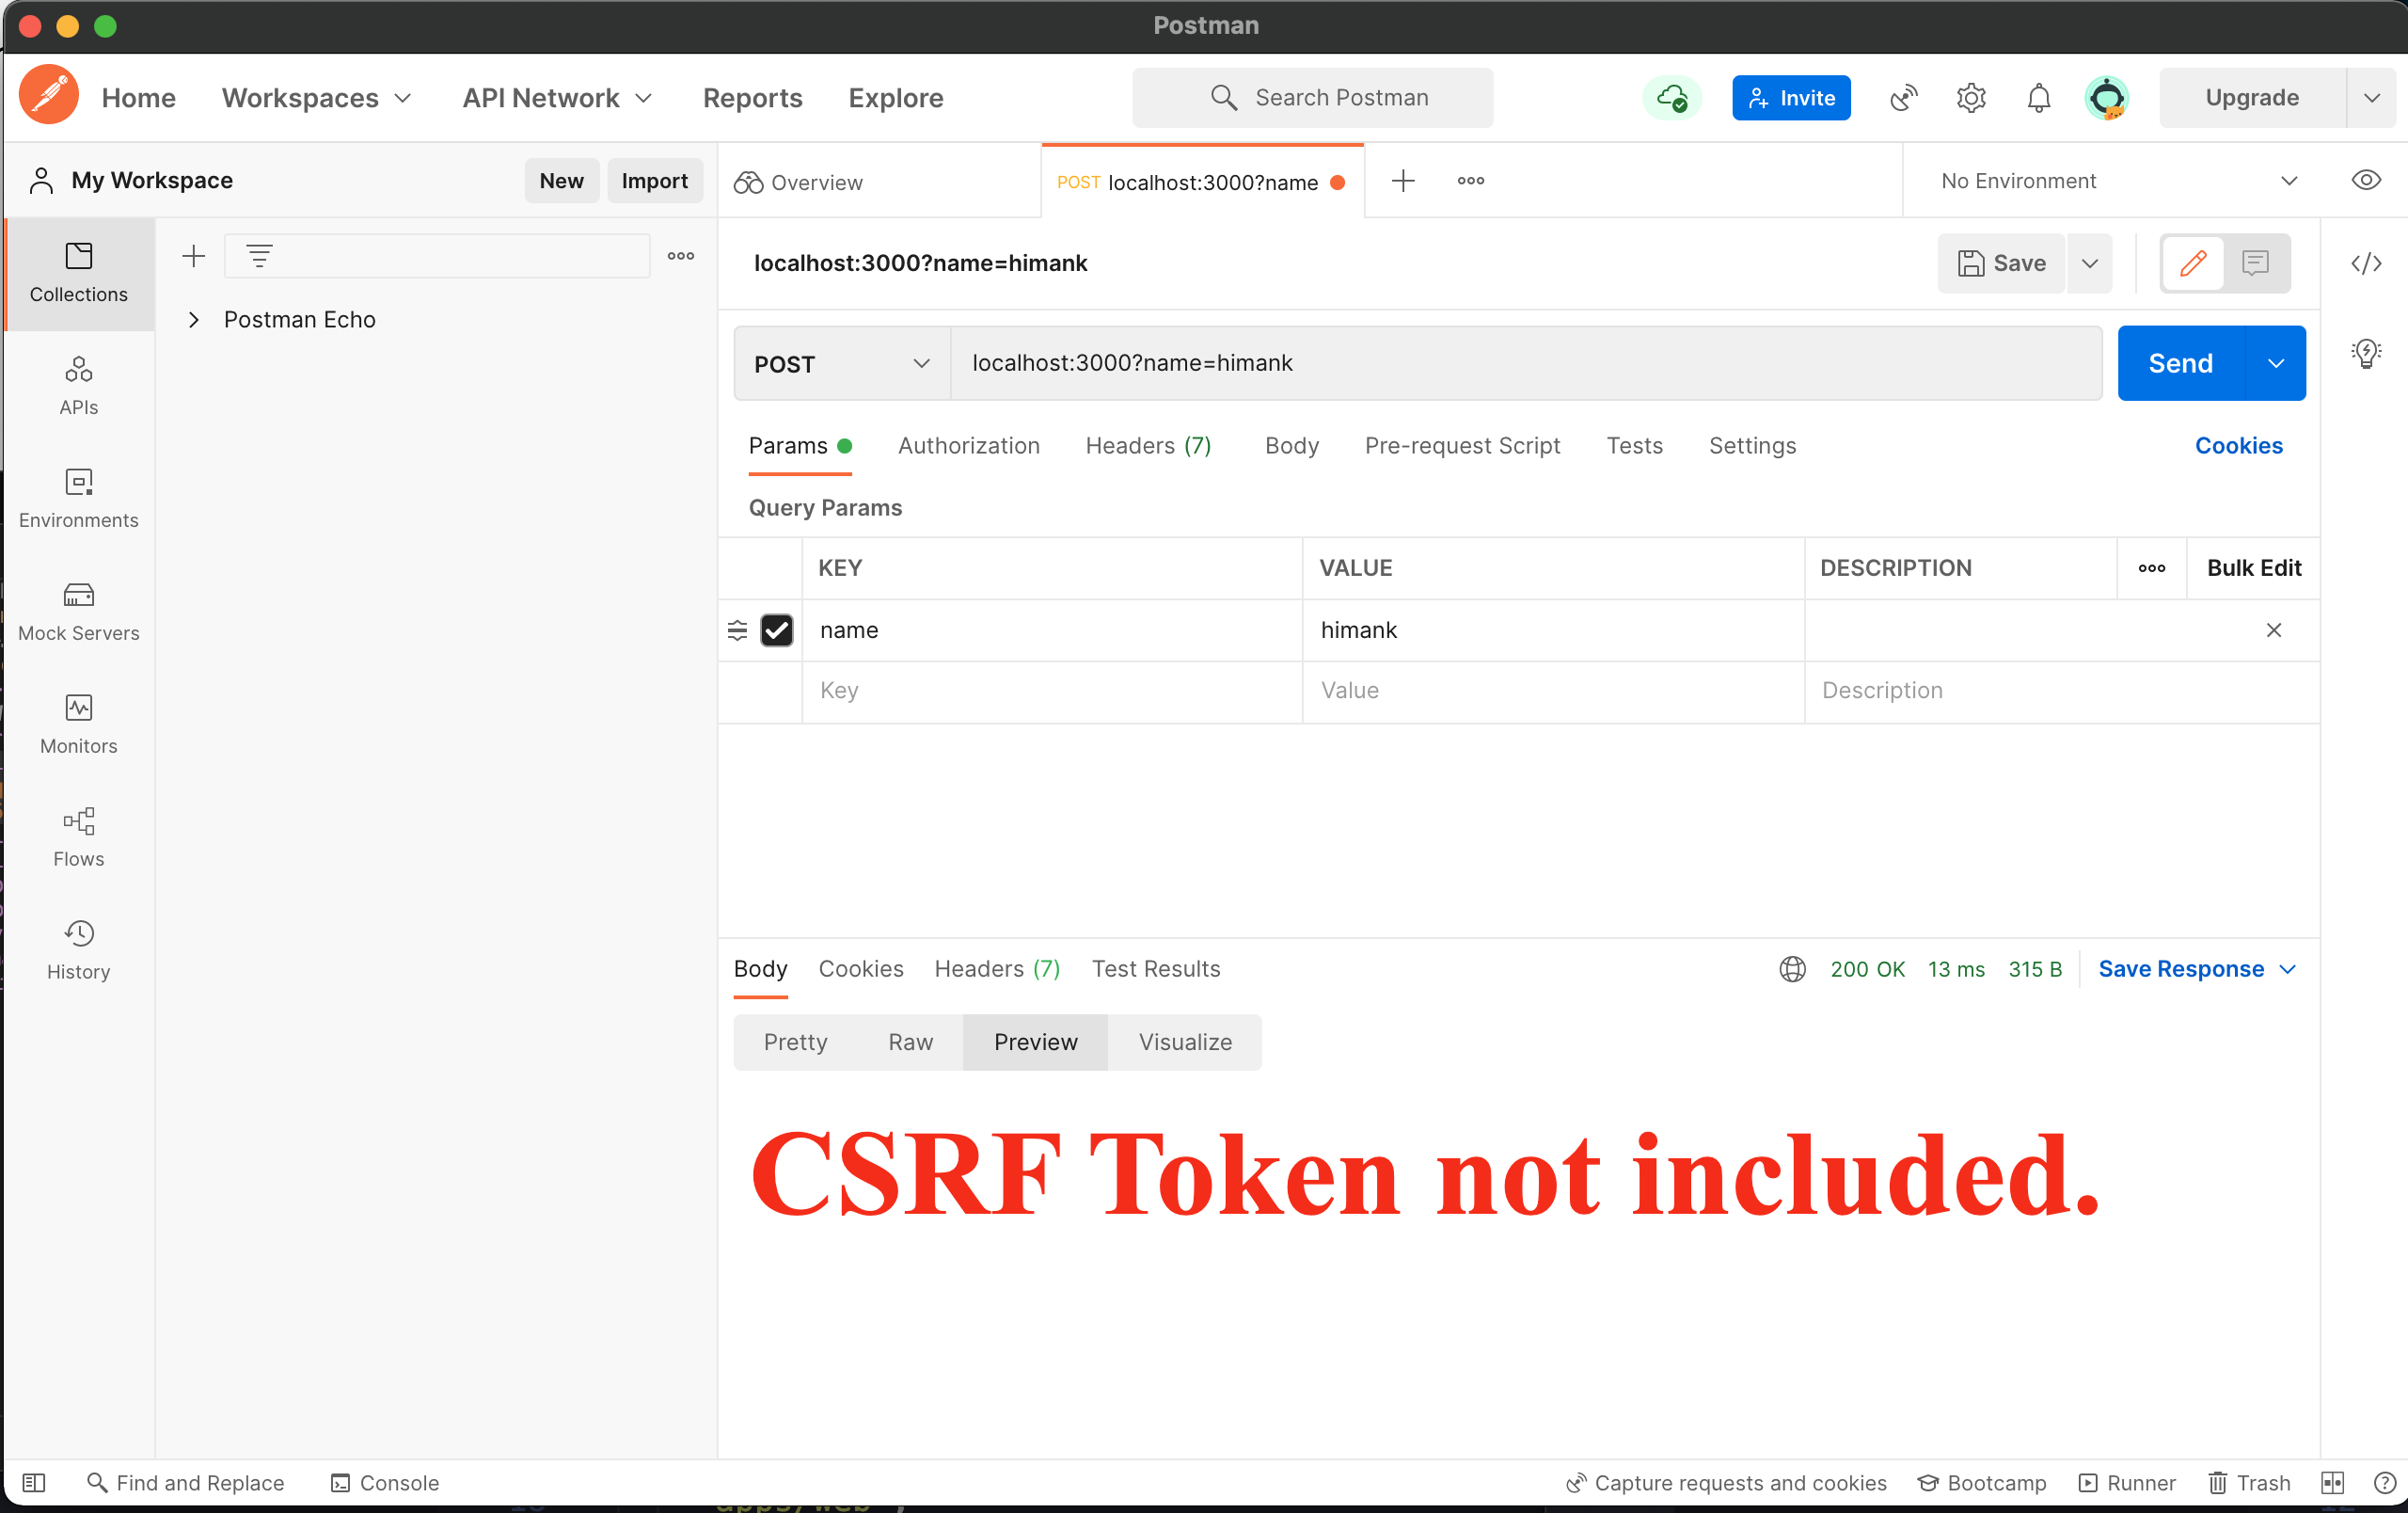 Postman
Home Workspaces API Network Reports Explore Search Postman Invite Upgrade
My Workspace New Import Overview POST localhost:3000?name No Environment
Collections
APIs
Environments
Mock Servers
Monitors
Flows
History
Postman Echo
localhost:3000?name=himank Save
POST localhost:3000?name=himank Send
Params Authorization Headers (7) Body Pre-request Script Tests Settings Cookies
Query Params
KEY VALUE DESCRIPTION Bulk Edit
name himank
Key Value Description
Body Cookies Headers (7) Test Results 200 OK 13 ms 315 B Save Response
Pretty Raw Preview Visualize
CSRF Token not included.
Find and Replace Console Capture requests and cookies Bootcamp Runner Trash